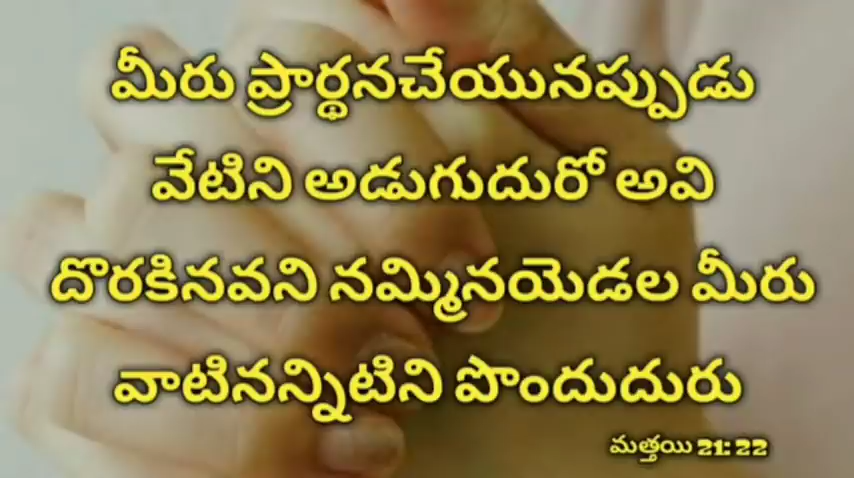 మీరు ప్రార్థనచేయునప్పుడు
వేటిని అడుగుదురో అవి
దొరకినవని నమ్మినయెడల మీరు
వాటినన్నిటిని పొందుదురు
మత్తయి 21: 22